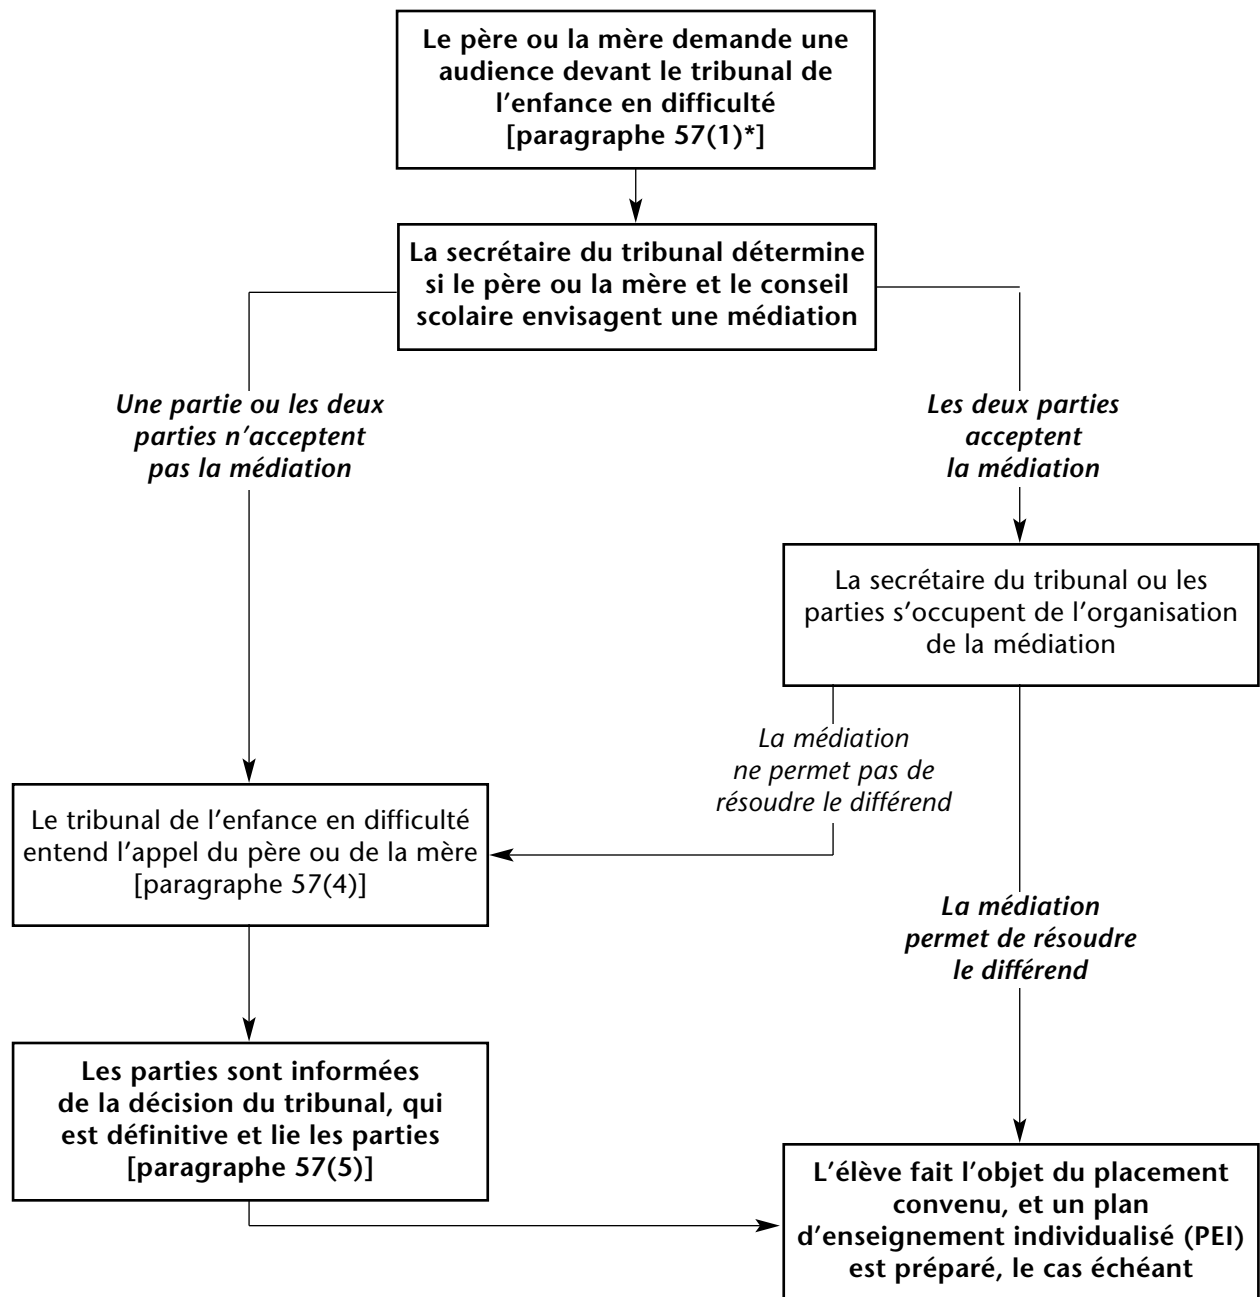 Le père ou la mère demande une
audience devant le tribunal de
l’enfance en difficulté
[paragraphe 57(1)*]
La secrétaire du tribunal détermine
si le père ou la mère et le conseil
scolaire envisagent une médiation
Une partie ou les deux
parties n’acceptent
pas la médiation
Les deux parties
acceptent
la médiation
La secrétaire du tribunal ou les
parties s’occupent de l’organisation
de la médiation
La médiation
ne permet pas de
résoudre le différend
Le tribunal de l’enfance en difficulté
entend l’appel du père ou de la mère
[paragraphe 57(4)]
La médiation
permet de résoudre
le différend
Les parties sont informées
de la décision du tribunal, qui
est définitive et lie les parties
[paragraphe 57(5)]
L’élève fait l’objet du placement
convenu, et un plan
d’enseignement individualisé (PEI)
est préparé, le cas échéant